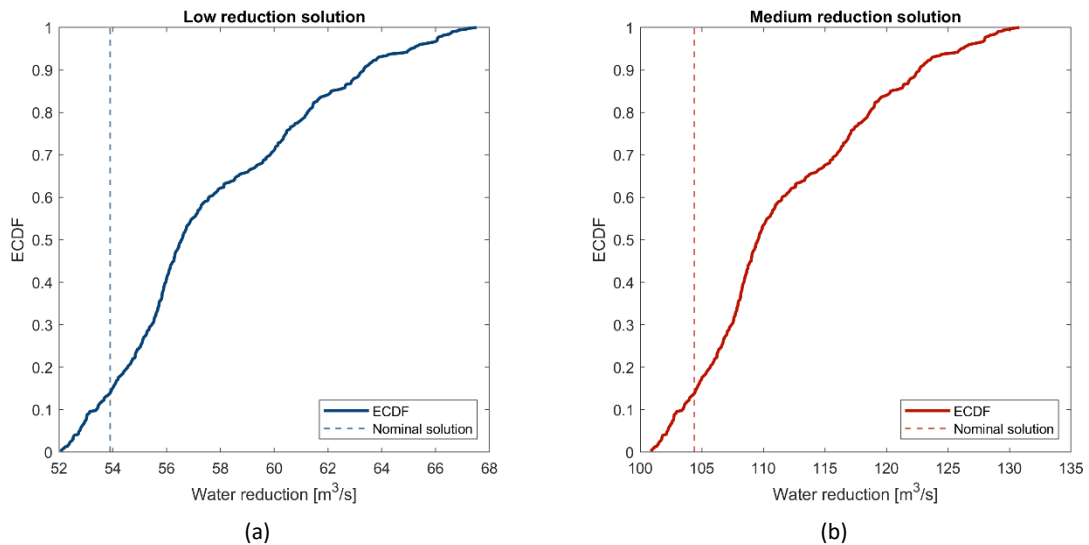 Low reduction solution
1
0.9
0.8
0.7
0.6
0.5
0.4
0.3
0.2
0.1
0
ECDF
ECDF
Nominal solution
52 54 56 58 60 62 64 66 68
Water reduction [m³/s]
(a)
Medium reduction solution
1
0.9
0.8
0.7
0.6
0.5
0.4
0.3
0.2
0.1
0
ECDF
ECDF
Nominal solution
100 105 110 115 120 125 130 135
Water reduction [m³/s]
(b)